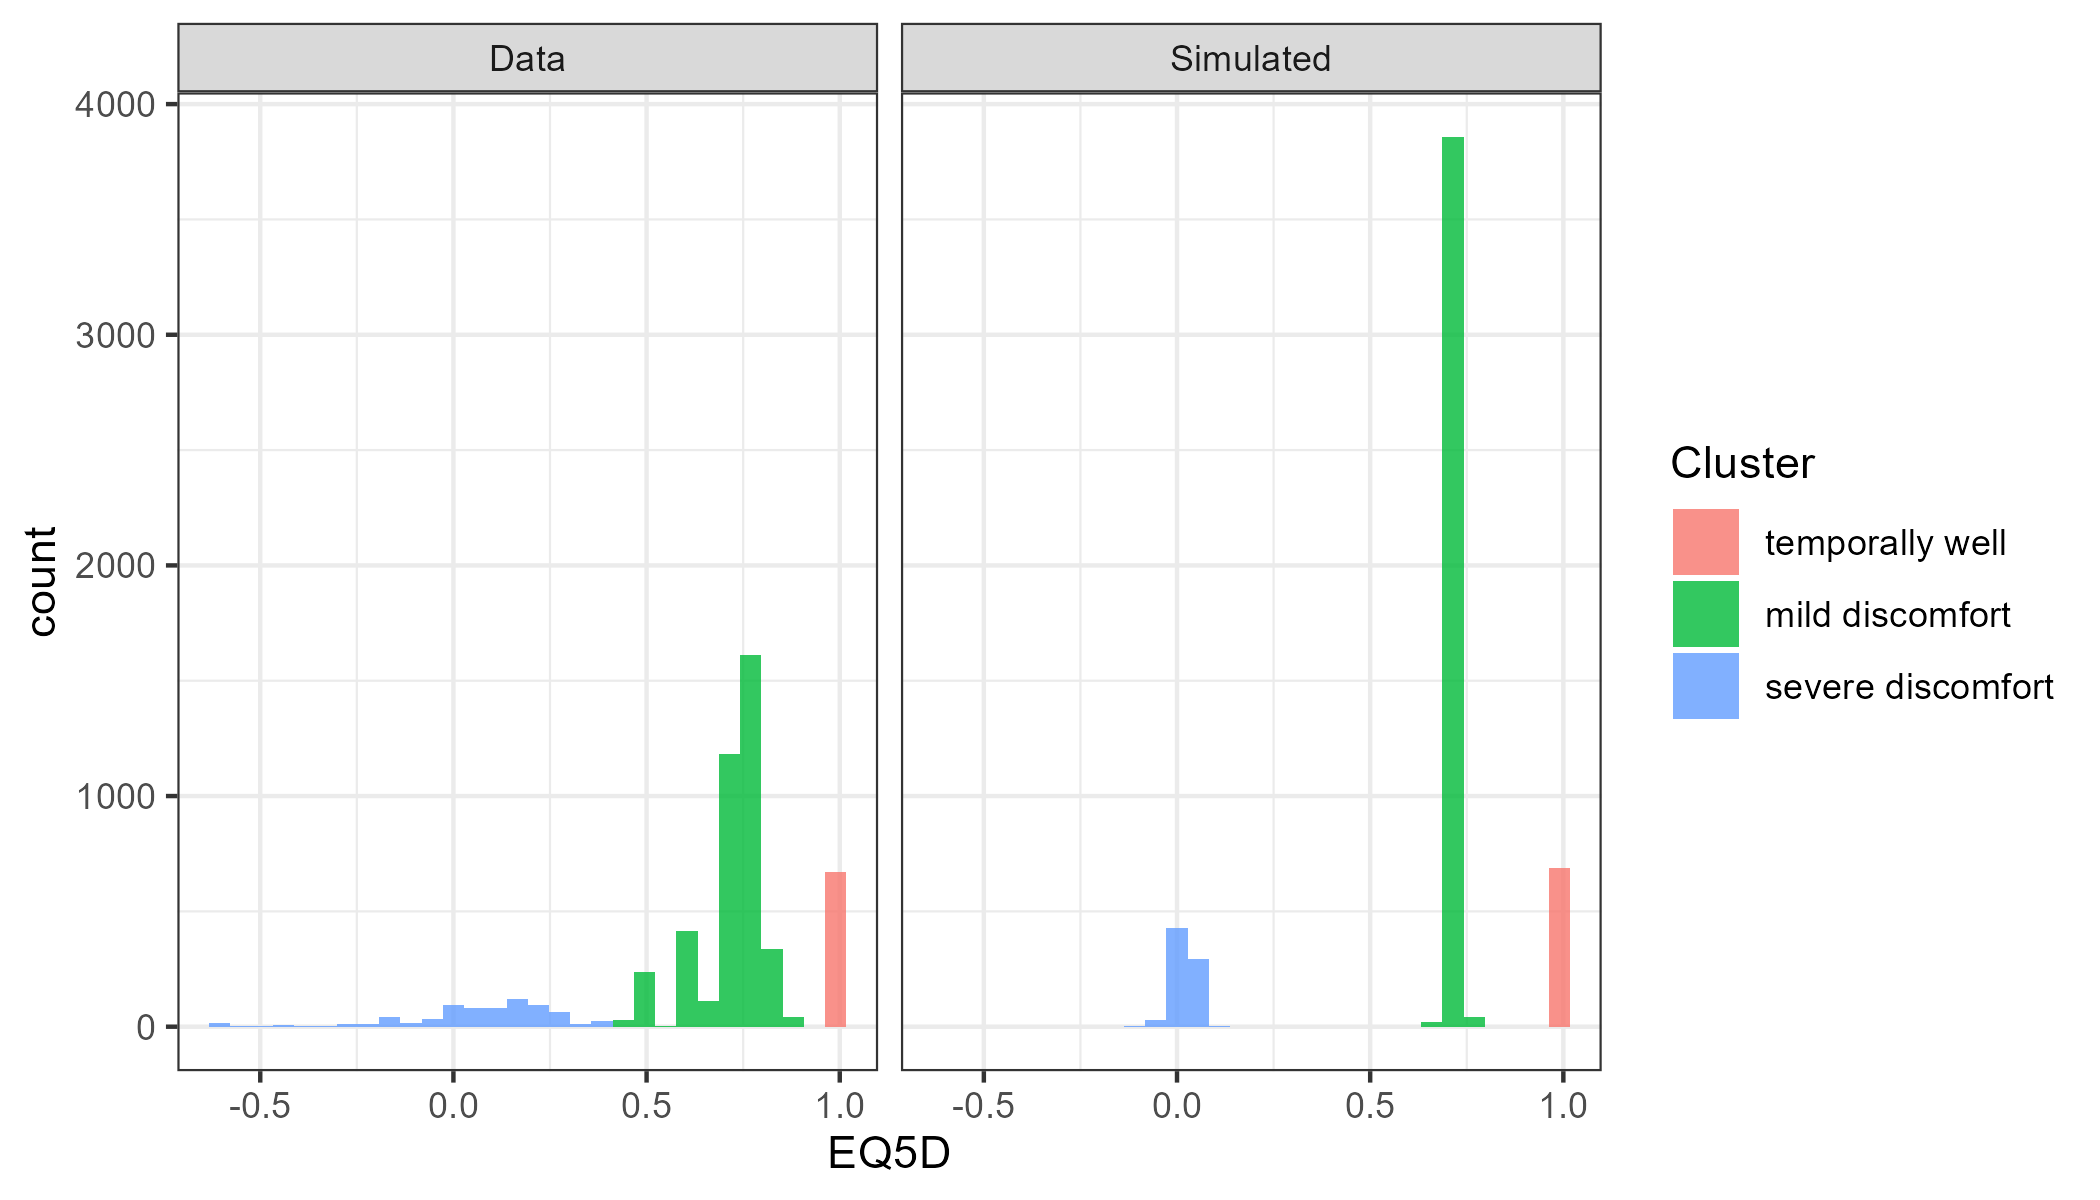 Data Simulated
4000
3000
2000
1000
0
count
-0.5 0.0 0.5 1.0 -0.5 0.0 0.5 1.0
EQ5D
Cluster
temporally well
mild discomfort
severe discomfort